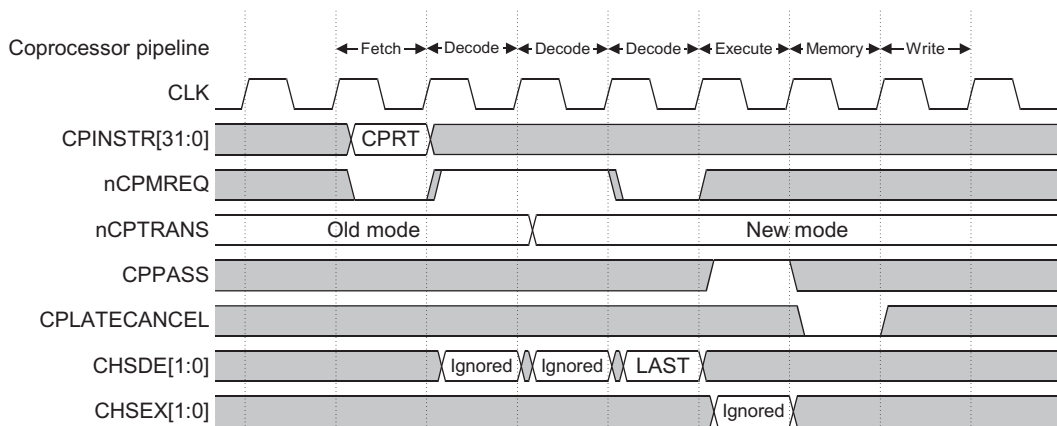 Coprocessor pipeline Fetch Decode Decode Decode Execute Memory Write
CLK
CPINSTR[31:0] CPRT
nCPMREQ
nCPTRANS Old mode New mode
CPPASS
CPLATECANCEL
CHSDE[1:0] Ignored Ignored LAST
CHSEX[1:0] Ignored